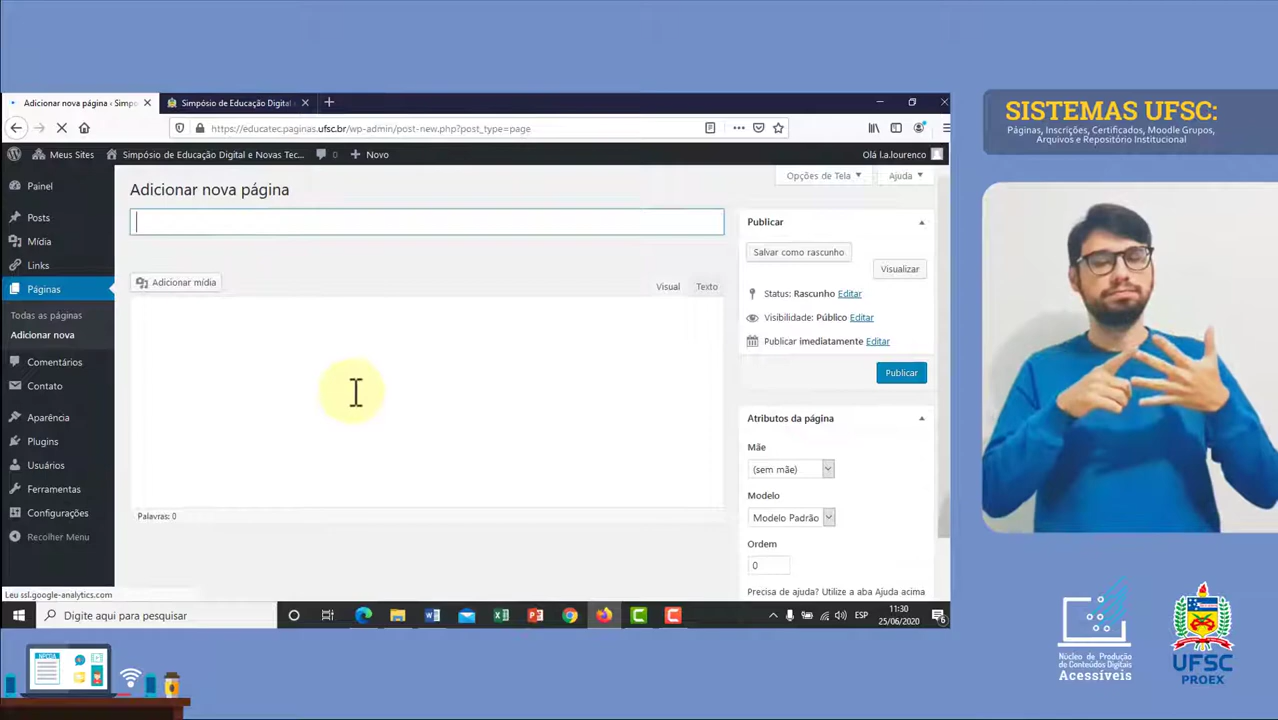 Adicionar nova página ‹ Simpó
Simpósio de Educação Digital e
https://educatec.paginas.ufsc.br/wp-admin/post-new.php?post_type=page
Meus Sites
Simpósio de Educação Digital e Novas Tec...
0
Novo
Olá l.a.lourenco
Painel
Posts
Mídia
Links
Páginas
Todas as páginas
Adicionar nova
Comentários
Contato
Aparência
Plugins
Usuários
Ferramentas
Configurações
Recolher Menu
Adicionar nova página
Opções de Tela
Ajuda
Adicionar mídia
Visual
Texto
Palavras: 0
Publicar
Salvar como rascunho
Visualizar
Status: Rascunho Editar
Visibilidade: Público Editar
Publicar imediatamente Editar
Publicar
Atributos da página
Mãe
(sem mãe)
Modelo
Modelo Padrão
Ordem
0
Precisa de ajuda? Utilize a aba Ajuda acima
Leu ssl.google-analytics.com
Digite aqui para pesquisar
ESP
11:30
25/06/2020
6
SISTEMAS UFSC:
Páginas, Inscrições, Certificados, Moodle Grupos,
Arquivos e Repositório Institucional
Núcleo de Produção
de Conteúdos Digitais
Acessíveis
UFSC
PROEX
NPCDA